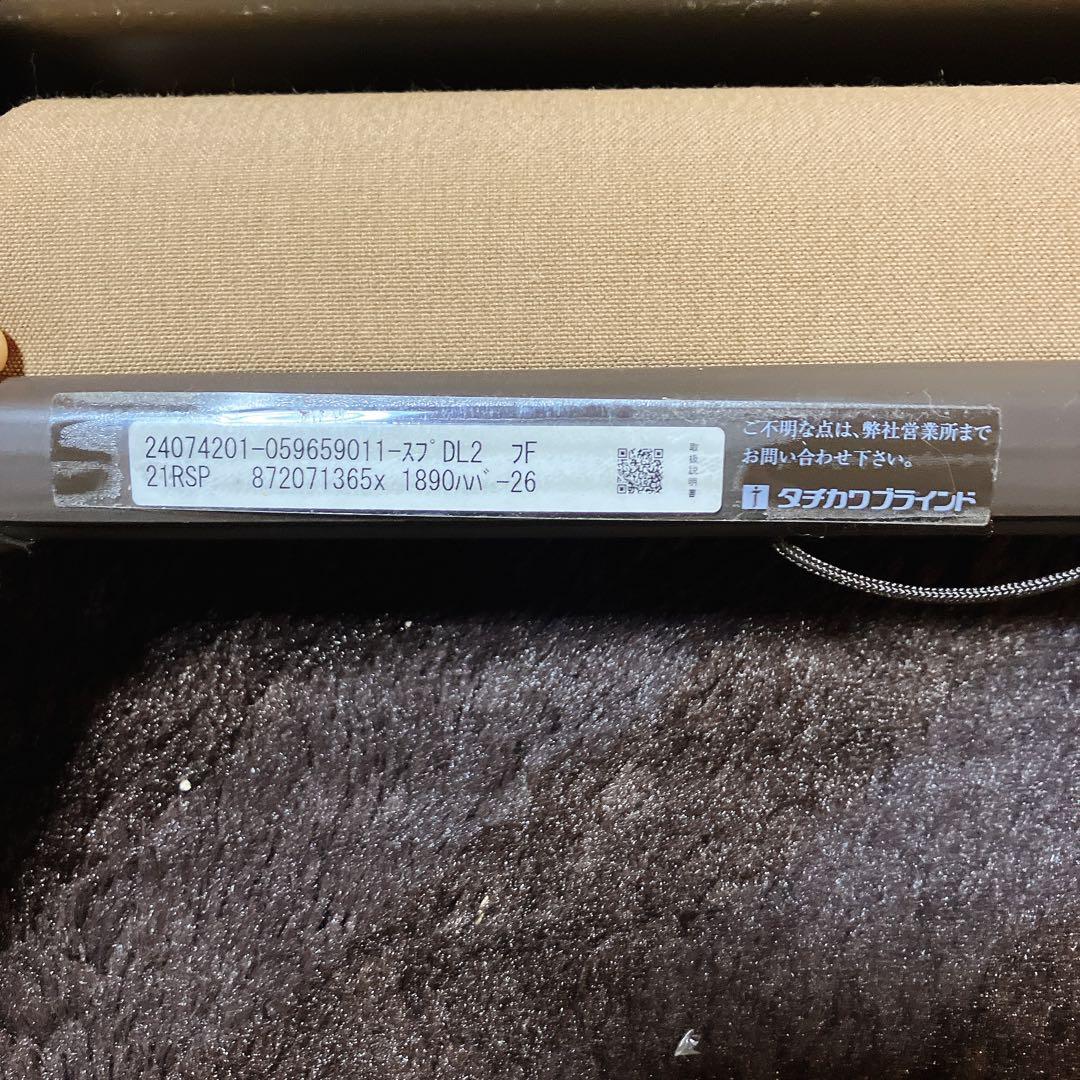 24074201-059659011-ｽﾌﾟDL2 ﾌF
21RSP 872071365x 1890ﾊﾊﾞ-26
取扱説明書
ご不明な点は、弊社営業所まで
お問い合わせ下さい。
タチカワブラインド